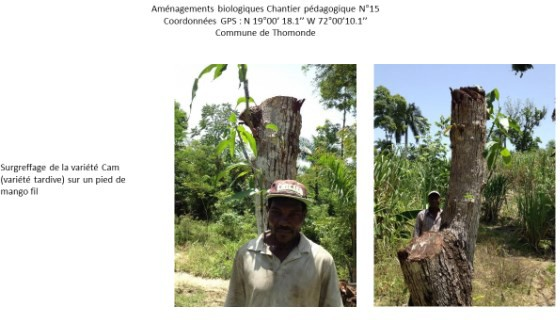 Aménagements biologiques Chantier pédagogique N°15
Coordonnées GPS : N 19°00′ 18.1′′ W 72°00′10.1′′
Commune de Thomonde
Surgreffage de la variété Cam
(variété tardive) sur un pied de
mango fil